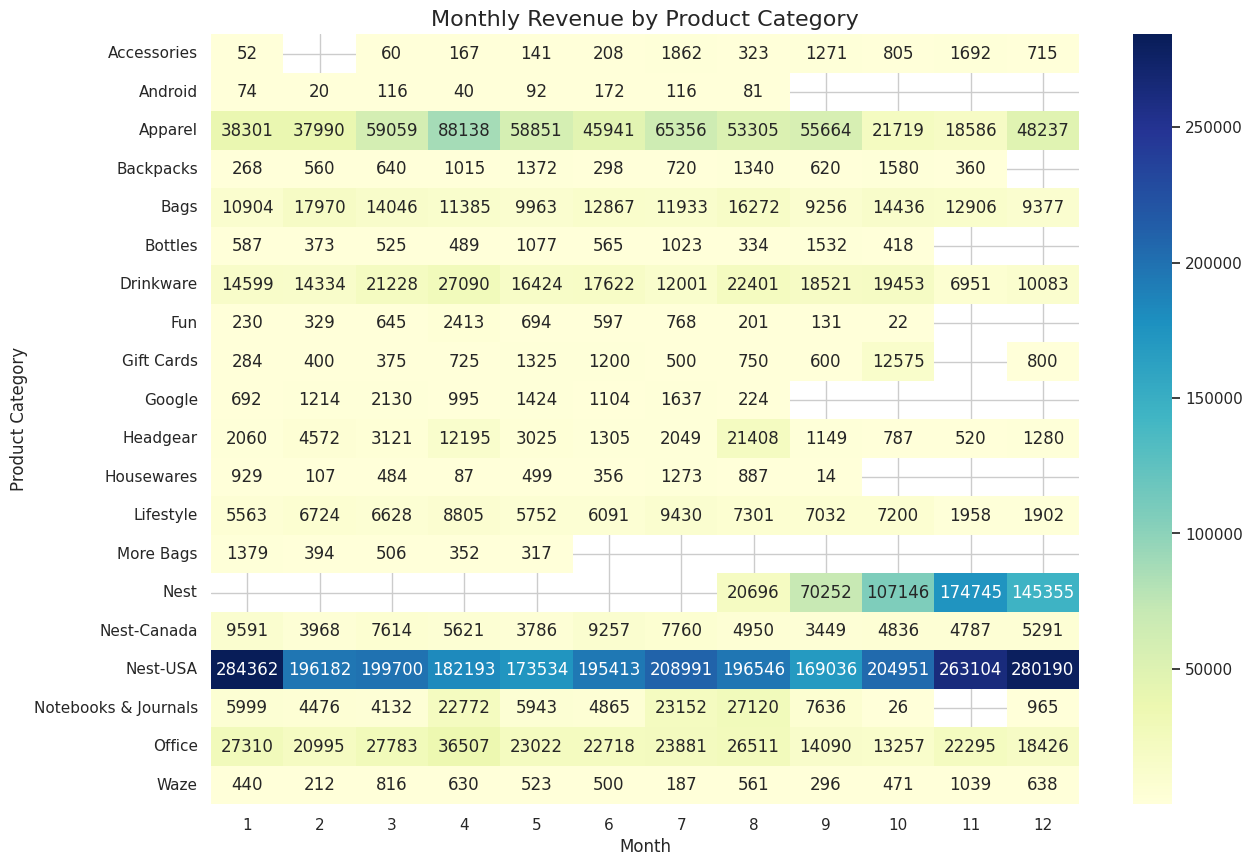 Monthly Revenue by Product Category
Accessories 52 60 167 141 208 1862 323 1271 805 1692 715
Android 74 20 116 40 92 172 116 81
Apparel 38301 37990 59059 88138 58851 45941 65356 53305 55664 21719 18586 48237
Backpacks 268 560 640 1015 1372 298 720 1340 620 1580 360
Bags 10904 17970 14046 11385 9963 12867 11933 16272 9256 14436 12906 9377
Bottles 587 373 525 489 1077 565 1023 334 1532 418
Drinkware 14599 14334 21228 27090 16424 17622 12001 22401 18521 19453 6951 10083
Fun 230 329 645 2413 694 597 768 201 131 22
Gift Cards 284 400 375 725 1325 1200 500 750 600 12575 800
Google 692 1214 2130 995 1424 1104 1637 224
Headgear 2060 4572 3121 12195 3025 1305 2049 21408 1149 787 520 1280
Housewares 929 107 484 87 499 356 1273 887 14
Lifestyle 5563 6724 6628 8805 5752 6091 9430 7301 7032 7200 1958 1902
More Bags 1379 394 506 352 317
Nest 20696 70252 107146 174745 145355
Nest-Canada 9591 3968 7614 5621 3786 9257 7760 4950 3449 4836 4787 5291
Nest-USA 284362 196182 199700 182193 173534 195413 208991 196546 169036 204951 263104 280190
Notebooks & Journals 5999 4476 4132 22772 5943 4865 23152 27120 7636 26 965
Office 27310 20995 27783 36507 23022 22718 23881 26511 14090 13257 22295 18426
Waze 440 212 816 630 523 500 187 561 296 471 1039 638
1 2 3 4 5 6 7 8 9 10 11 12
Month
Product Category
250000
200000
150000
100000
50000